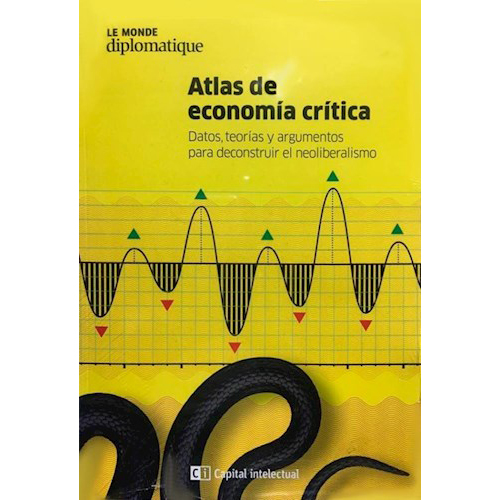 LE MONDE
diplomatique
Atlas de
economía crítica
Datos, teorías y argumentos
para deconstruir el neoliberalismo
Ci Capital intelectual